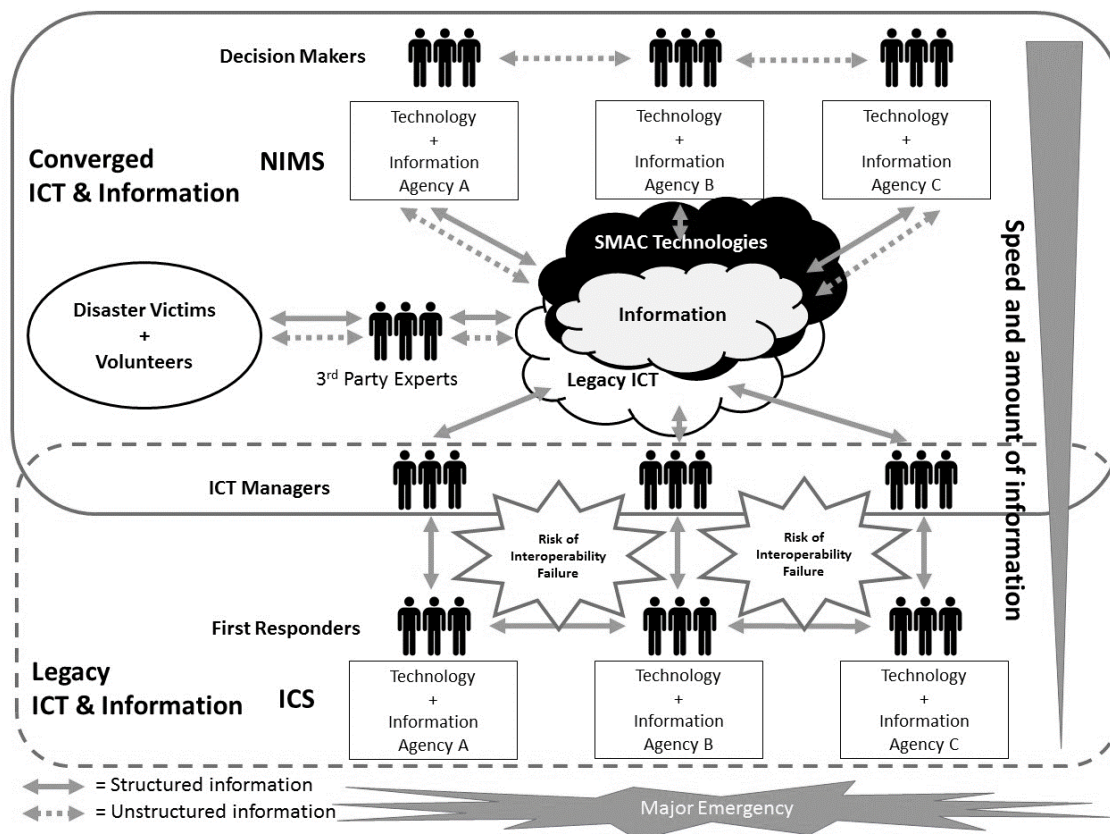 Decision Makers
Technology
+
Information
Agency A
Technology
+
Information
Agency B
Technology
+
Information
Agency C
Converged
ICT & Information
NIMS
SMAC Technologies
Information
Legacy ICT
Disaster Victims
+
Volunteers
3rd Party Experts
Speed and amount of information
ICT Managers
Risk of
Interoperability
Failure
Risk of
Interoperability
Failure
First Responders
Legacy
ICT & Information
ICS
Technology
+
Information
Agency A
Technology
+
Information
Agency B
Technology
+
Information
Agency C
= Structured information
= Unstructured information
Major Emergency